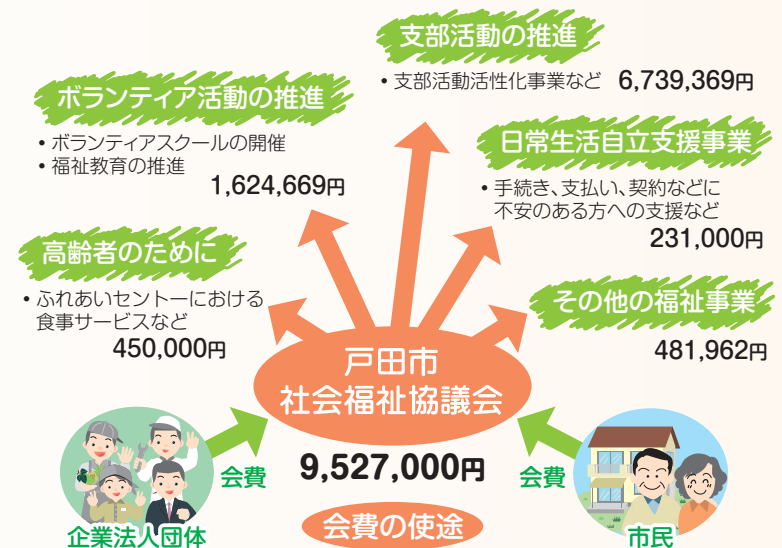 支部活動の推進
• 支部活動活性化事業など 6,739,369円
ボランティア活動の推進
• ボランティアスクールの開催
• 福祉教育の推進
1,624,669円
日常生活自立支援事業
• 手続き、支払い、契約などに
不安のある方への支援など
231,000円
高齢者のために
• ふれあいセントーにおける
食事サービスなど
450,000円
その他の福祉事業
481,962円
戸田市
社会福祉協議会
9,527,000円
会費
会費
企業法人団体
会費の使途
市民